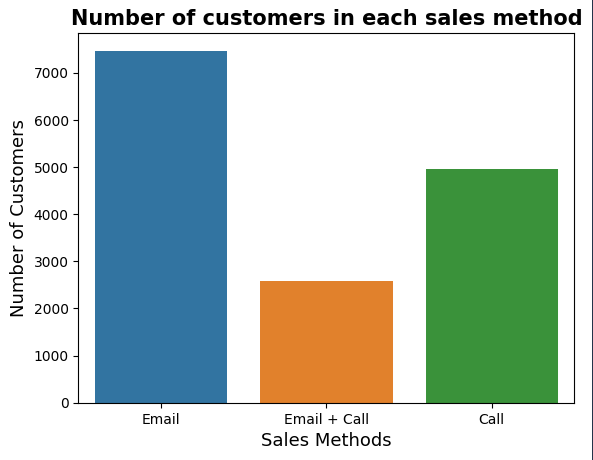 Number of customers in each sales method
Number of Customers
7000
6000
5000
4000
3000
2000
1000
0
Email
Email + Call
Call
Sales Methods